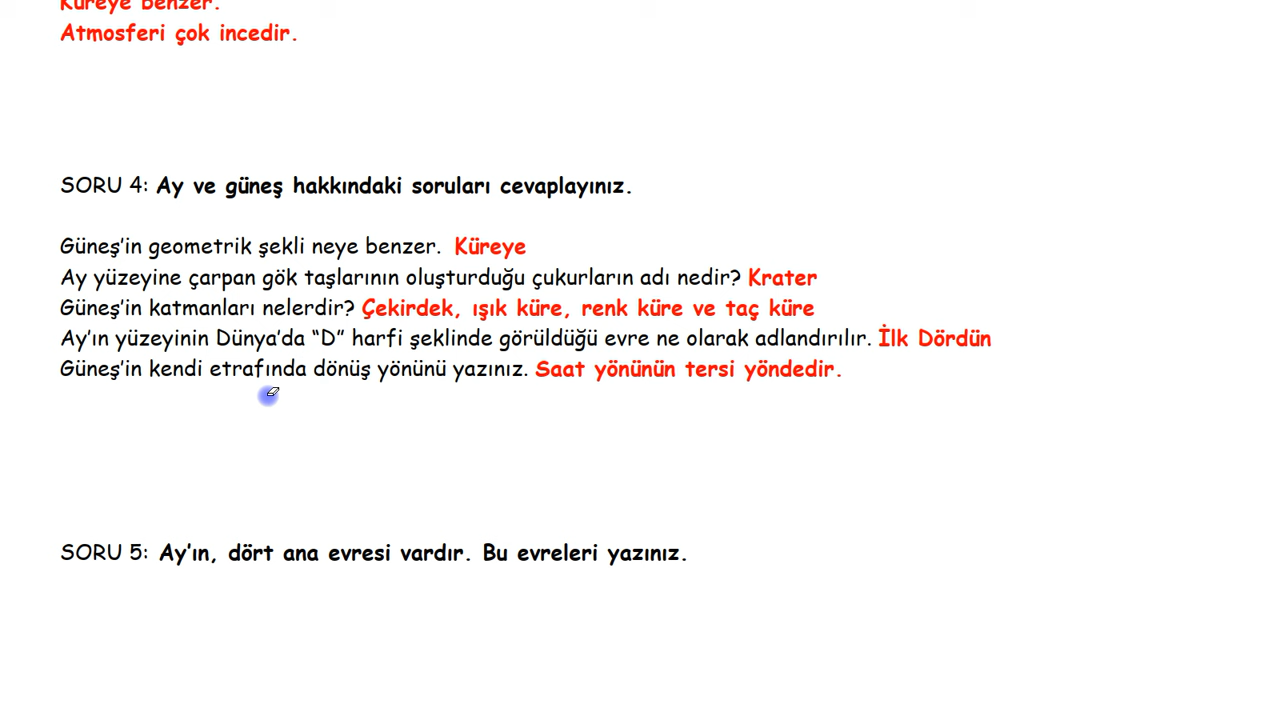 Küreye benzer.
Atmosferi çok incedir.
SORU 4: Ay ve güneş hakkındaki soruları cevaplayınız.
Güneş’in geometrik şekli neye benzer. Küreye
Ay yüzeyine çarpan gök taşlarının oluşturduğu çukurların adı nedir? Krater
Güneş’in katmanları nelerdir? Çekirdek, ışık küre, renk küre ve taç küre
Ay’ın yüzeyinin Dünya’da “D” harfi şeklinde görüldüğü evre ne olarak adlandırılır. İlk Dördün
Güneş’in kendi etrafında dönüş yönünü yazınız. Saat yönünün tersi yöndedir.
SORU 5: Ay’ın, dört ana evresi vardır. Bu evreleri yazınız.